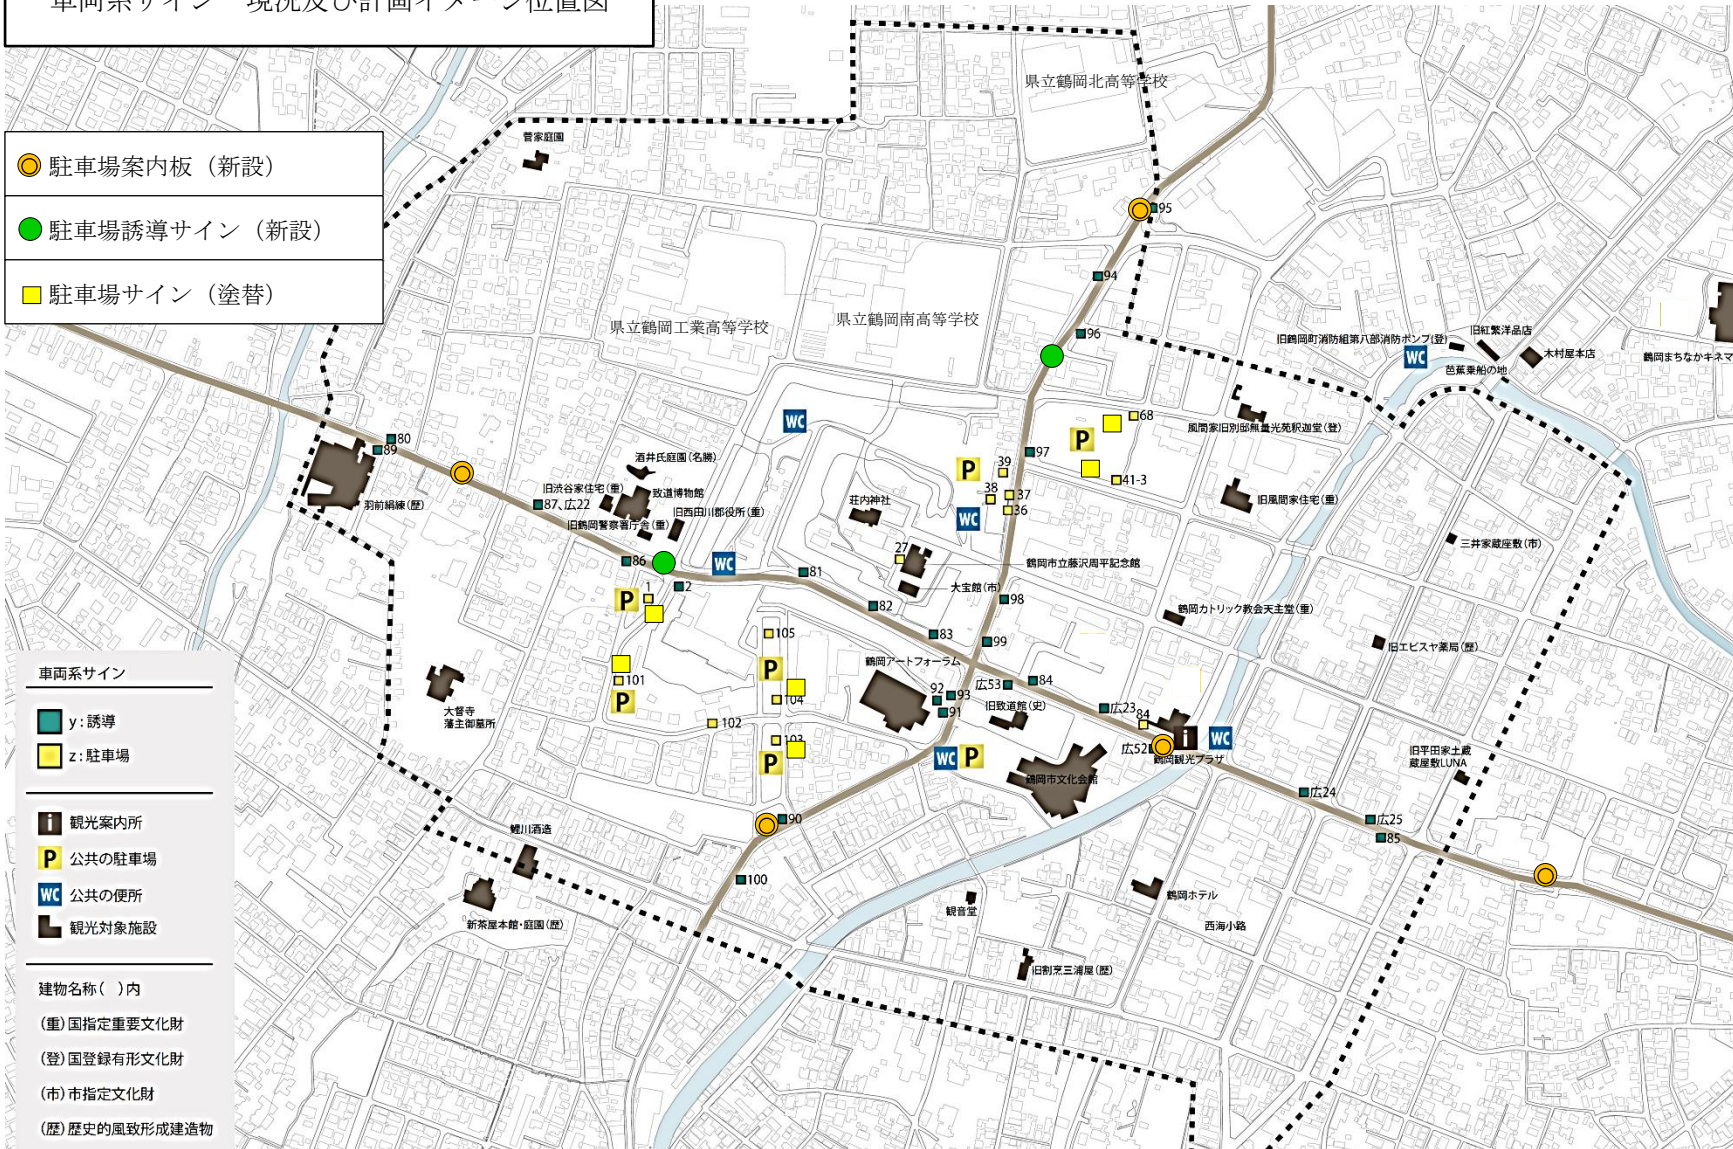 車両系サイン 現況及び計画イメージ位置図
駐車場案内板（新設）
駐車場誘導サイン（新設）
駐車場サイン（塗替）
県立鶴岡北高等学校
菅家庭園
95
94
県立鶴岡工業高等学校
県立鶴岡南高等学校
96
旧鶴岡町消防組第八部消防ポンプ(登)
旧紅繁洋品店
WC
木村屋本店
芭蕉乗船の地
鶴岡まちなかキネマ
68
WC
P
風間家旧別邸無量光苑釈迦堂(登)
80
89
97
酒井氏庭園(名勝)
P
39
41-3
羽前絹練(歴)
旧渋谷家住宅(重)
致道博物館
荘内神社
38
37
36
旧風間家住宅(重)
87、広22
旧西田川郡役所(重)
旧鶴岡警察署庁舎(重)
WC
三井家蔵座敷(市)
27
86
WC
81
鶴岡市立藤沢周平記念館
1
2
大宝館(市)
P
82
98
鶴岡カトリック教会天主堂(重)
105
83
99
旧エビスヤ薬局(歴)
車両系サイン
鶴岡アートフォーラム
P
101
84
広53
92
93
104
P
旧致道館(史)
広23
大督寺
藩主御墓所
91
y：誘導
102
84
i
WC
103
広52
z：駐車場
P
WC
P
鶴岡観光プラザ
旧平田家土蔵
蔵屋敷LUNA
鶴岡市文化会館
広24
i
観光案内所
鯉川酒造
90
広25
85
P
公共の駐車場
100
WC
公共の便所
鶴岡ホテル
観音堂
観光対象施設
新茶屋本館・庭園(歴)
西海小路
旧割烹三浦屋(歴)
建物名称( )内
(重)国指定重要文化財
(登)国登録有形文化財
(市)市指定文化財
(歴)歴史的風致形成建造物